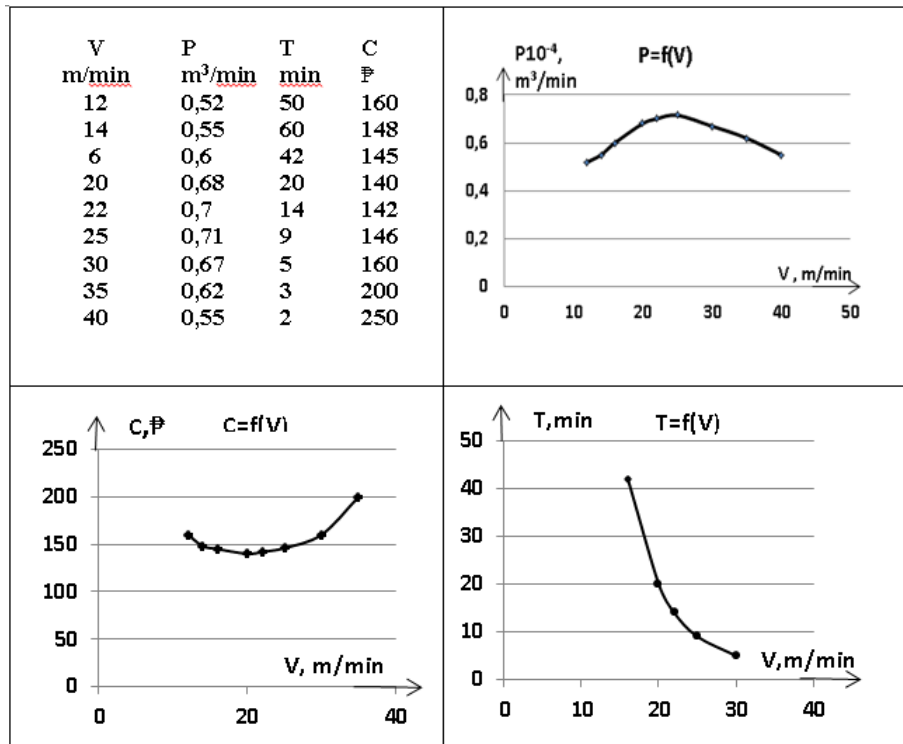 V P T C
m/min m³/min min ₱
12 0,52 50 160
14 0,55 60 148
6 0,6 42 145
20 0,68 20 140
22 0,7 14 142
25 0,71 9 146
30 0,67 5 160
35 0,62 3 200
40 0,55 2 250
P10⁻⁴, P=f(V)
m³/min
0,8
0,6
0,4
0,2
0
V , m/min
0 10 20 30 40 50
C,₱ C=f(V)
250
200
150
100
50
0
V, m/min
0 20 40
T,min T=f(V)
50
40
30
20
10
0
V,m/min
0 10 20 30 40